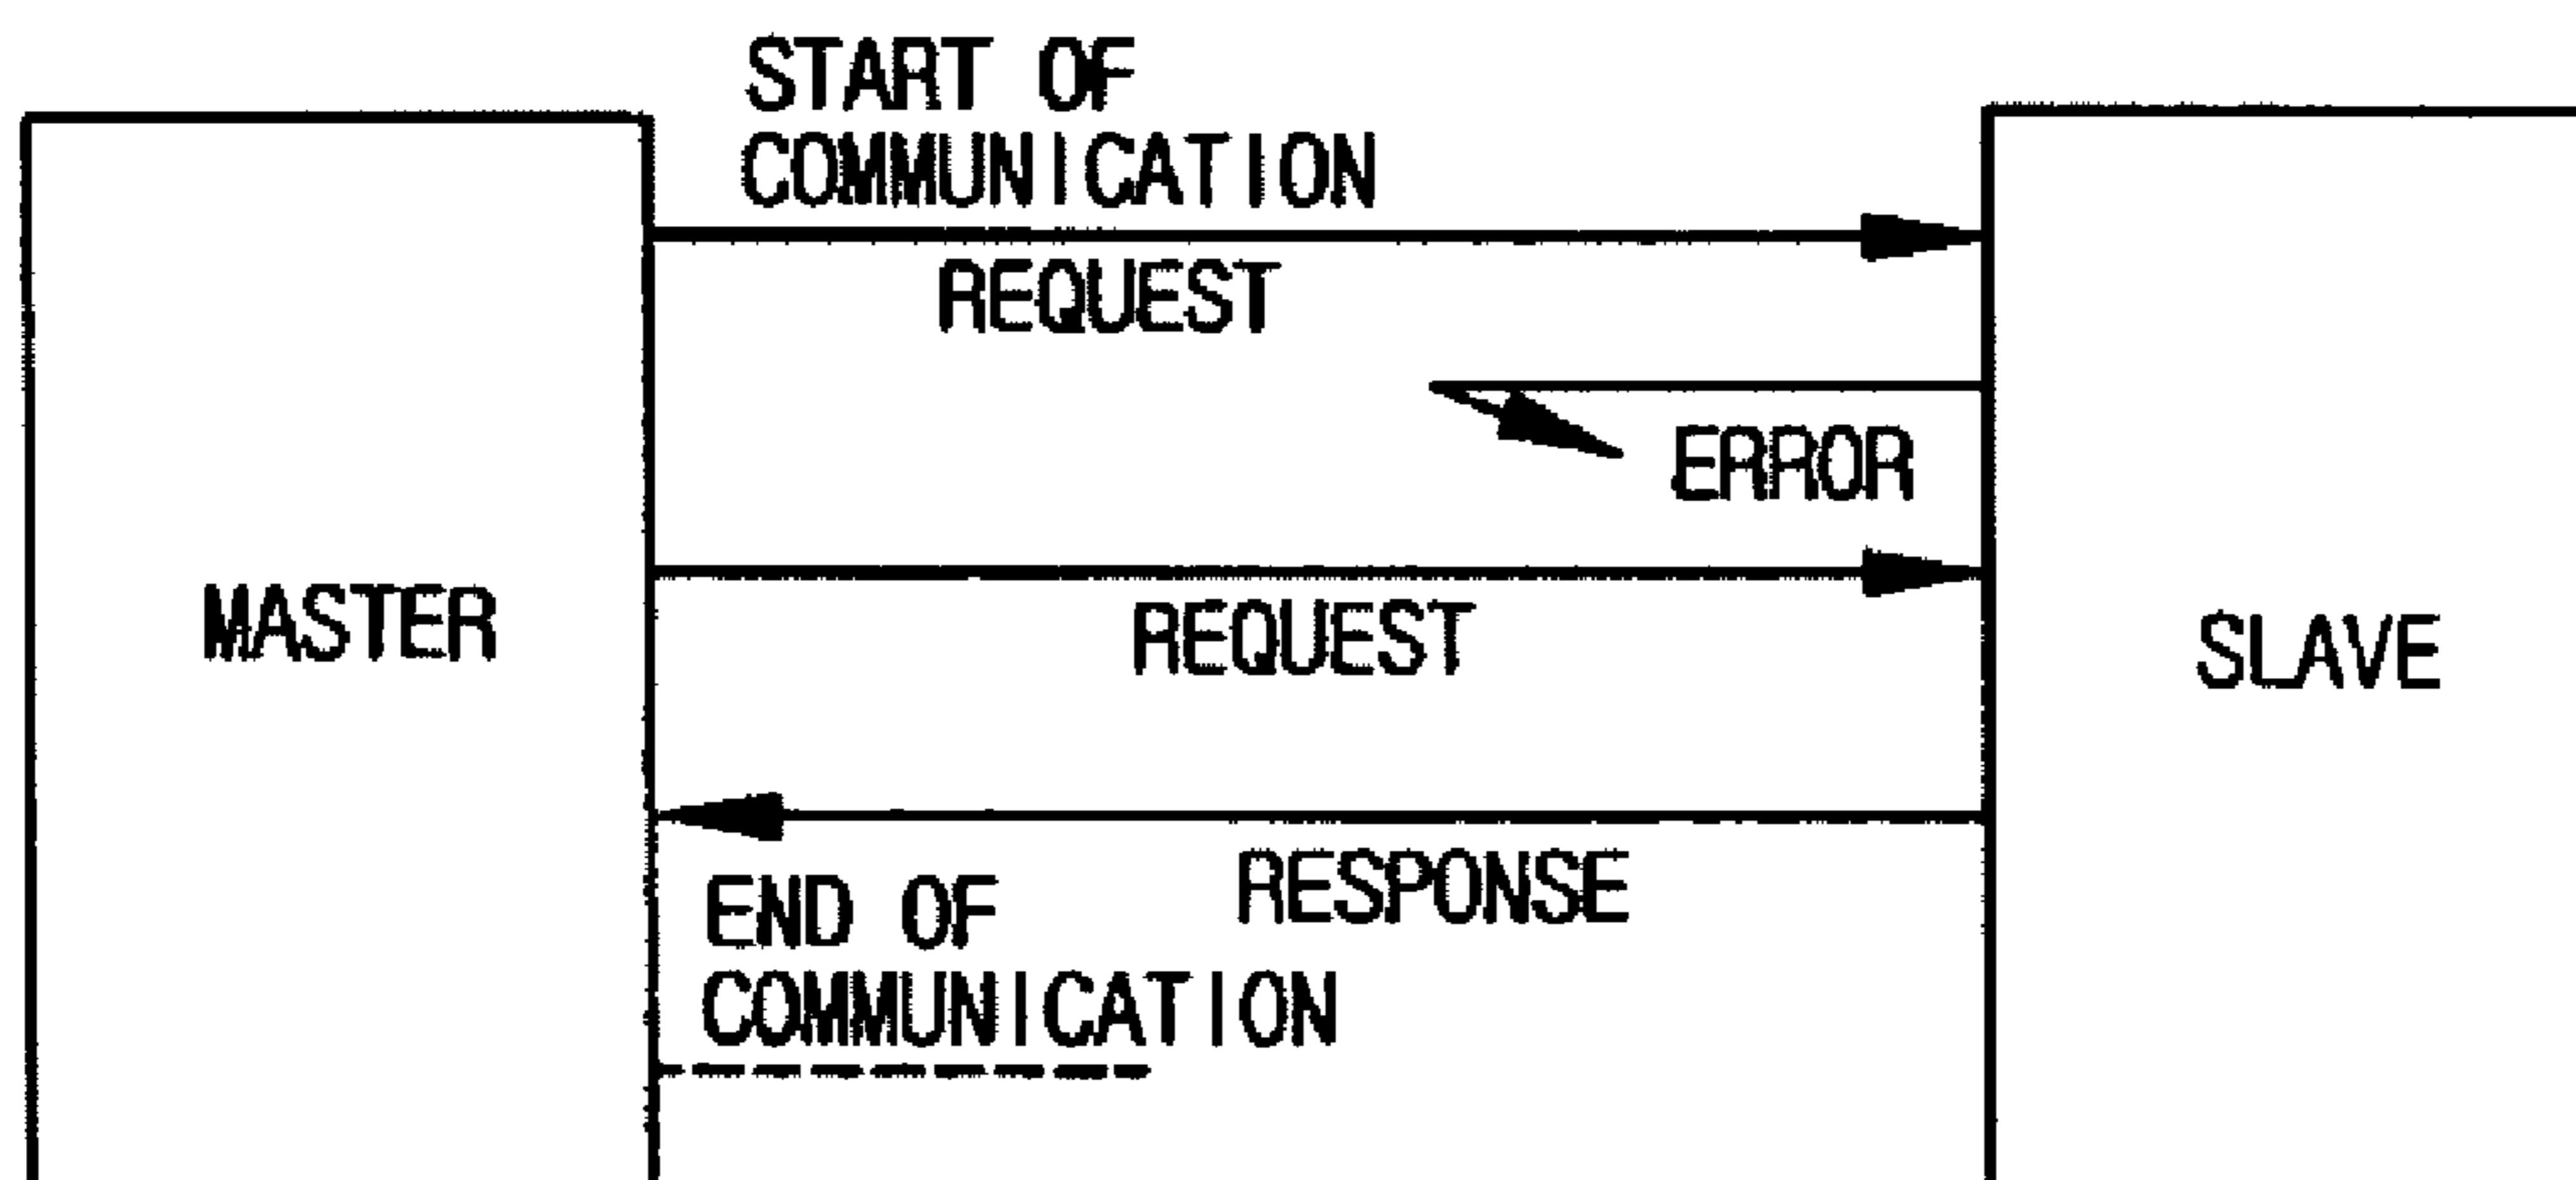 START OF
COMMUNICATION
REQUEST
ERROR
MASTER
REQUEST
SLAVE
RESPONSE
END OF
COMMUNICATION